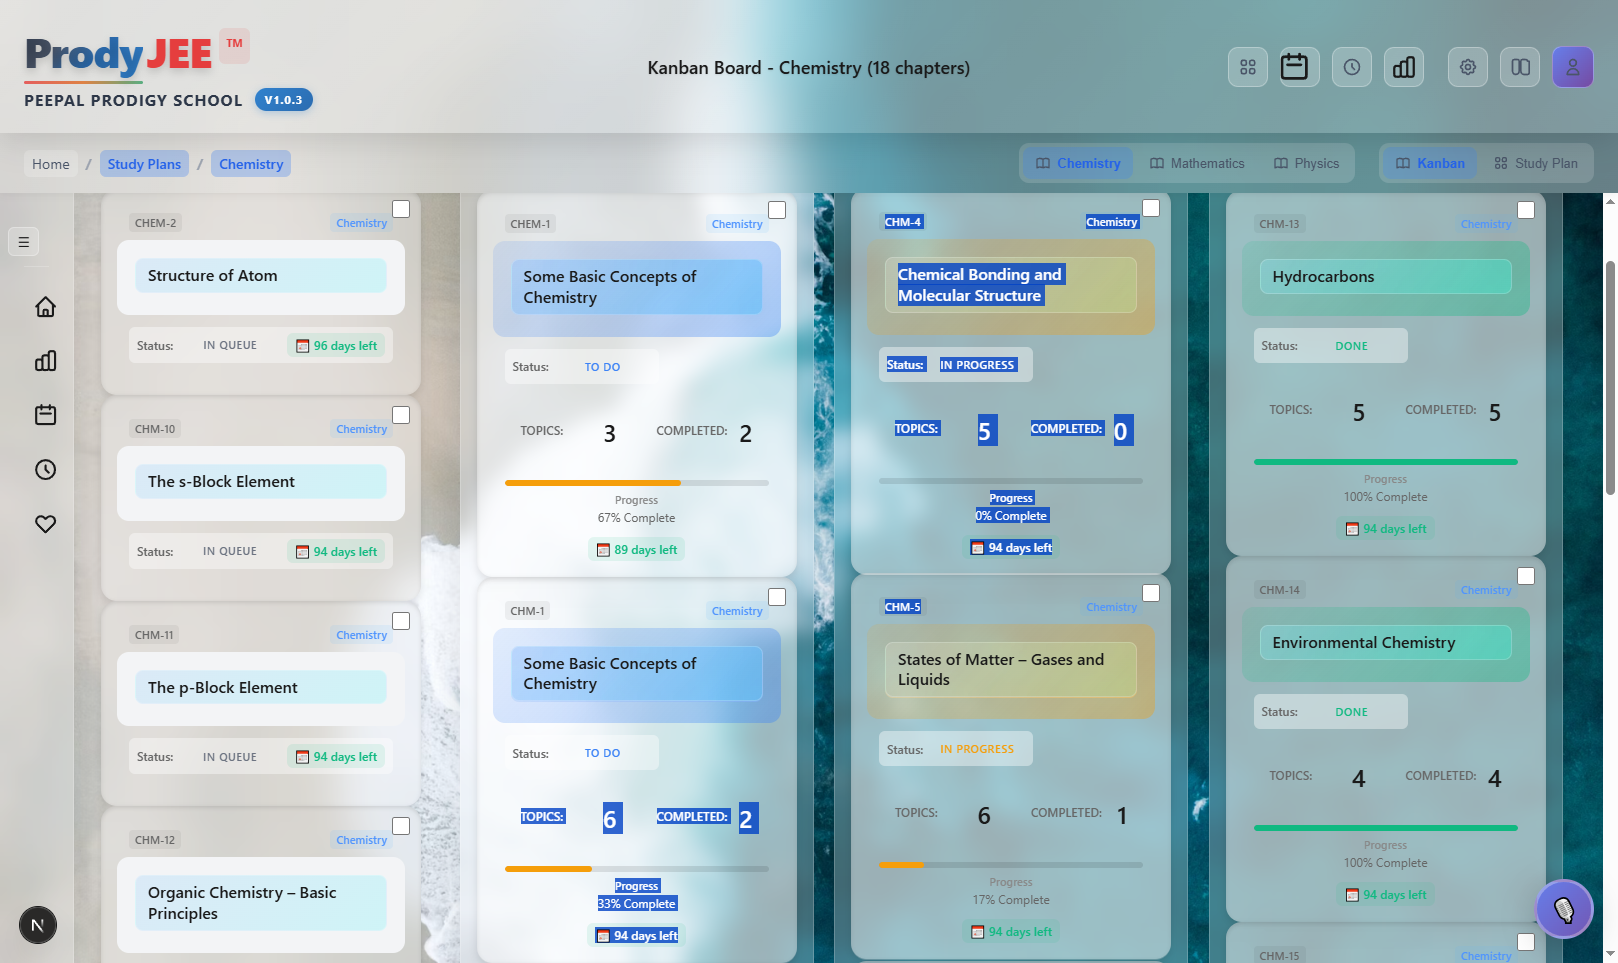 ProdyJEE TM
PEEPAL PRODIGY SCHOOL V1.0.3
Kanban Board - Chemistry (18 chapters)
Home / Study Plans / Chemistry
Chemistry Mathematics Physics
Kanban Study Plan
CHEM-2 Chemistry
Structure of Atom
Status: IN QUEUE 96 days left
CHM-10 Chemistry
The s-Block Element
Status: IN QUEUE 94 days left
CHM-11 Chemistry
The p-Block Element
Status: IN QUEUE 94 days left
CHM-12 Chemistry
Organic Chemistry – Basic
Principles
CHEM-1 Chemistry
Some Basic Concepts of
Chemistry
Status: TO DO
TOPICS: 3 COMPLETED: 2
Progress
67% Complete
89 days left
CHM-1 Chemistry
Some Basic Concepts of
Chemistry
Status: TO DO
TOPICS: 6 COMPLETED: 2
Progress
33% Complete
94 days left
CHM-4 Chemistry
Chemical Bonding and
Molecular Structure
Status: IN PROGRESS
TOPICS: 5 COMPLETED: 0
Progress
0% Complete
94 days left
CHM-5 Chemistry
States of Matter – Gases and
Liquids
Status: IN PROGRESS
TOPICS: 6 COMPLETED: 1
Progress
17% Complete
94 days left
CHM-13 Chemistry
Hydrocarbons
Status: DONE
TOPICS: 5 COMPLETED: 5
Progress
100% Complete
94 days left
CHM-14 Chemistry
Environmental Chemistry
Status: DONE
TOPICS: 4 COMPLETED: 4
Progress
100% Complete
94 days left
CHM-15 Chemistry
N